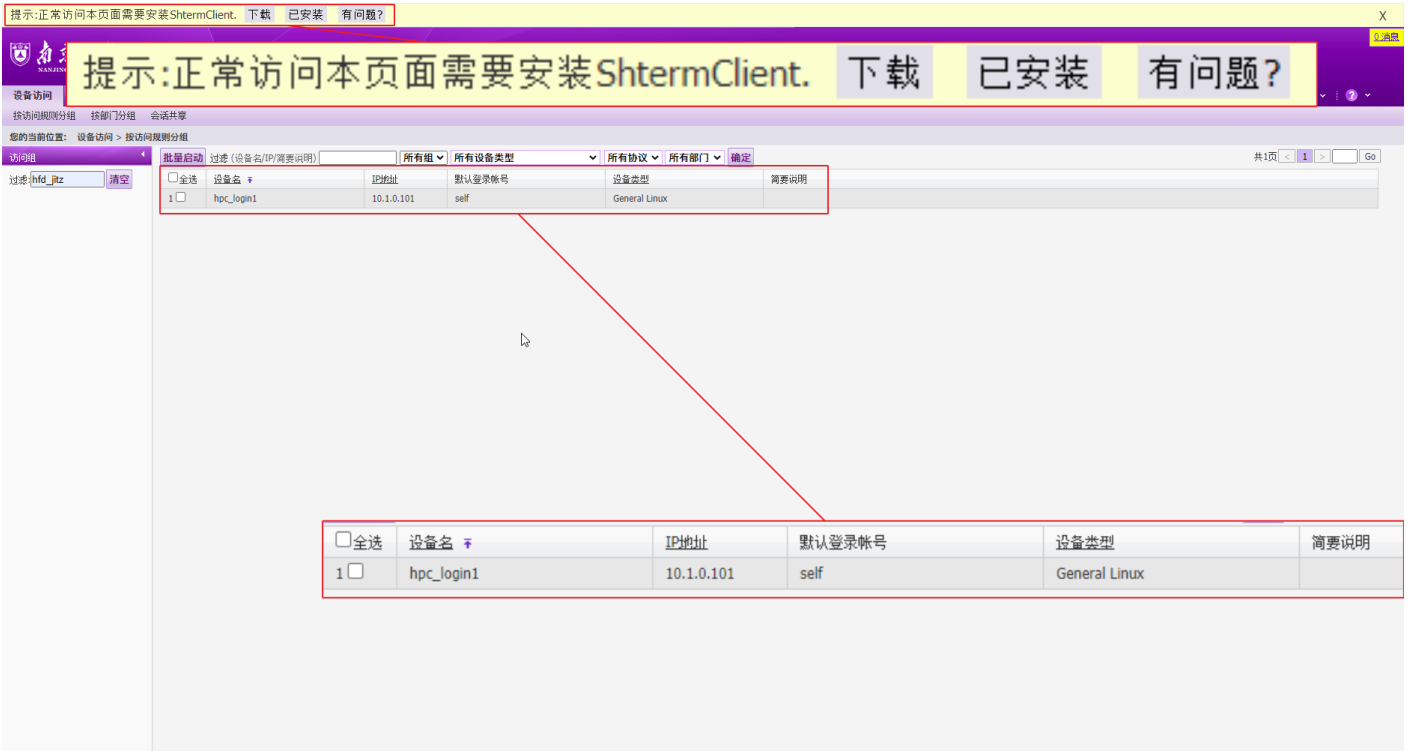 提示:正常访问本页面需要安装ShtermClient. 下载 已安装 有问题? X
0 消息
南
NANJING
提示:正常访问本页面需要安装ShtermClient. 下载 已安装 有问题?
设备访问
按访问规则分组 按部门分组 会话共享
您的当前位置: 设备访问 > 按访问规则分组
访问组
批量启动 过滤 (设备名/IP/简要说明) 所有组 所有设备类型 所有协议 所有部门 确定 共1页 < 1 > Go
过滤:hfd_jitz 清空
全选 设备名 IP地址 默认登录帐号 设备类型 简要说明
1 hpc_login1 10.1.0.101 self General Linux
全选 设备名 IP地址 默认登录帐号 设备类型 简要说明
1 hpc_login1 10.1.0.101 self General Linux